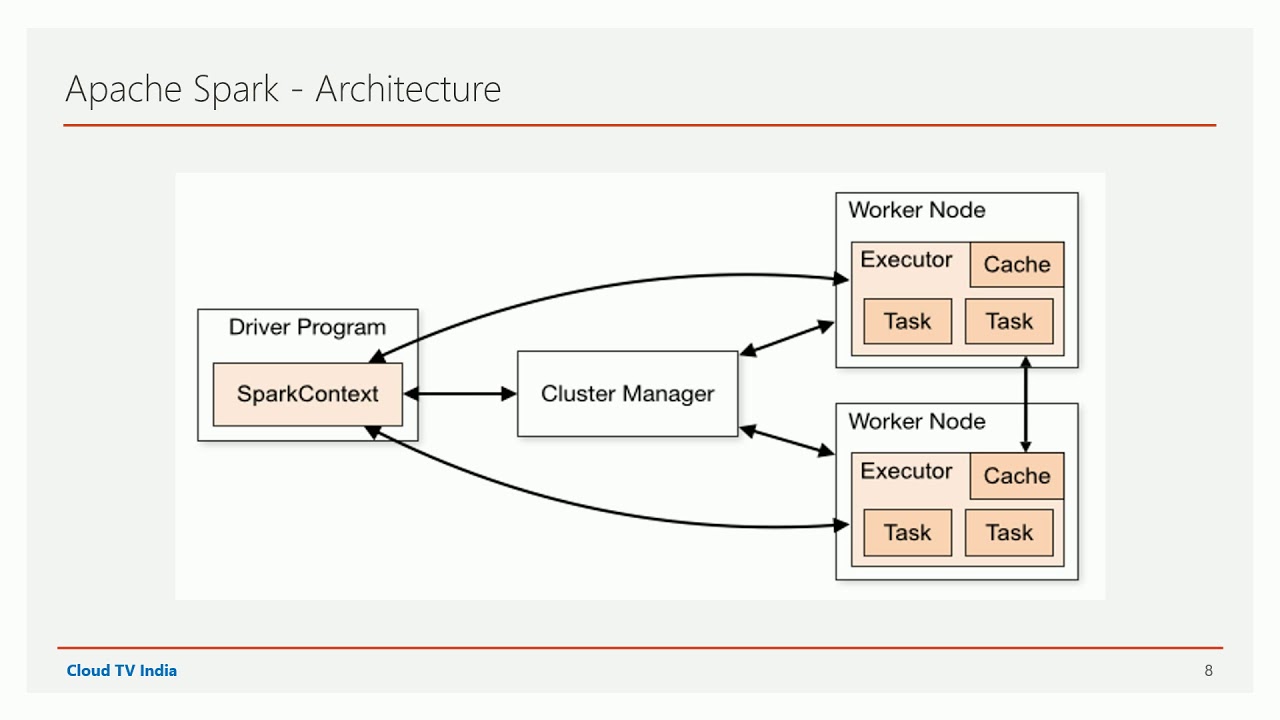 Apache Spark - Architecture
Driver Program
SparkContext
Cluster Manager
Worker Node
Executor
Cache
Task
Task
Worker Node
Executor
Cache
Task
Task
Cloud TV India
8